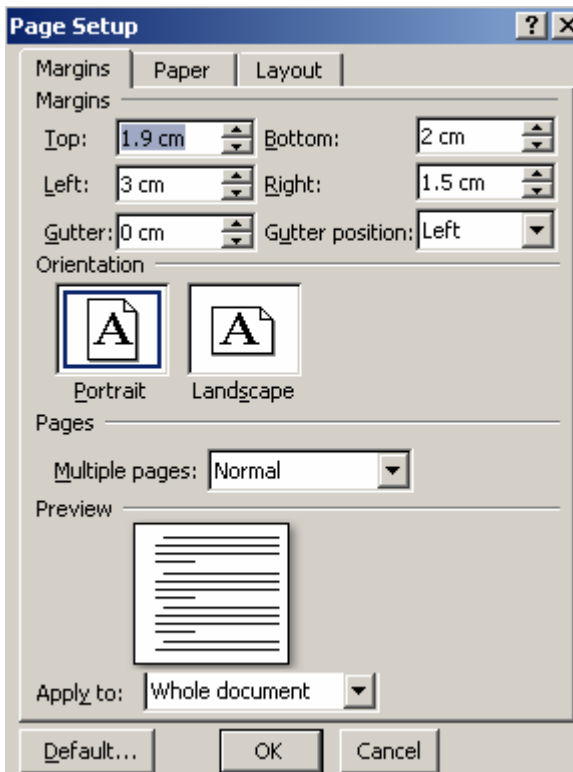 Page Setup ? X
Margins Paper Layout
Margins
Top: 1.9 cm Bottom: 2 cm
Left: 3 cm Right: 1.5 cm
Gutter: 0 cm Gutter position: Left
Orientation
A A
Portrait Landscape
Pages
Multiple pages: Normal
Preview
Apply to: Whole document
Default... OK Cancel